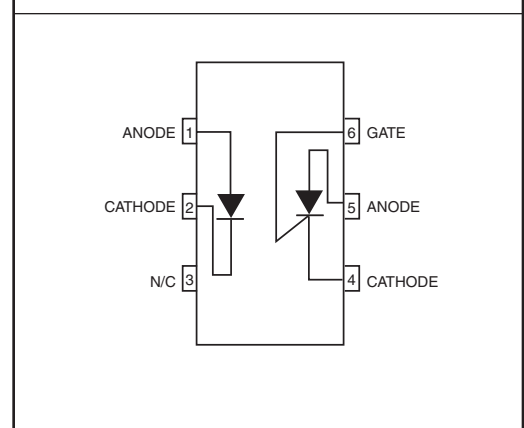 ANODE 1
6 GATE
CATHODE 2
5 ANODE
N/C 3
4 CATHODE